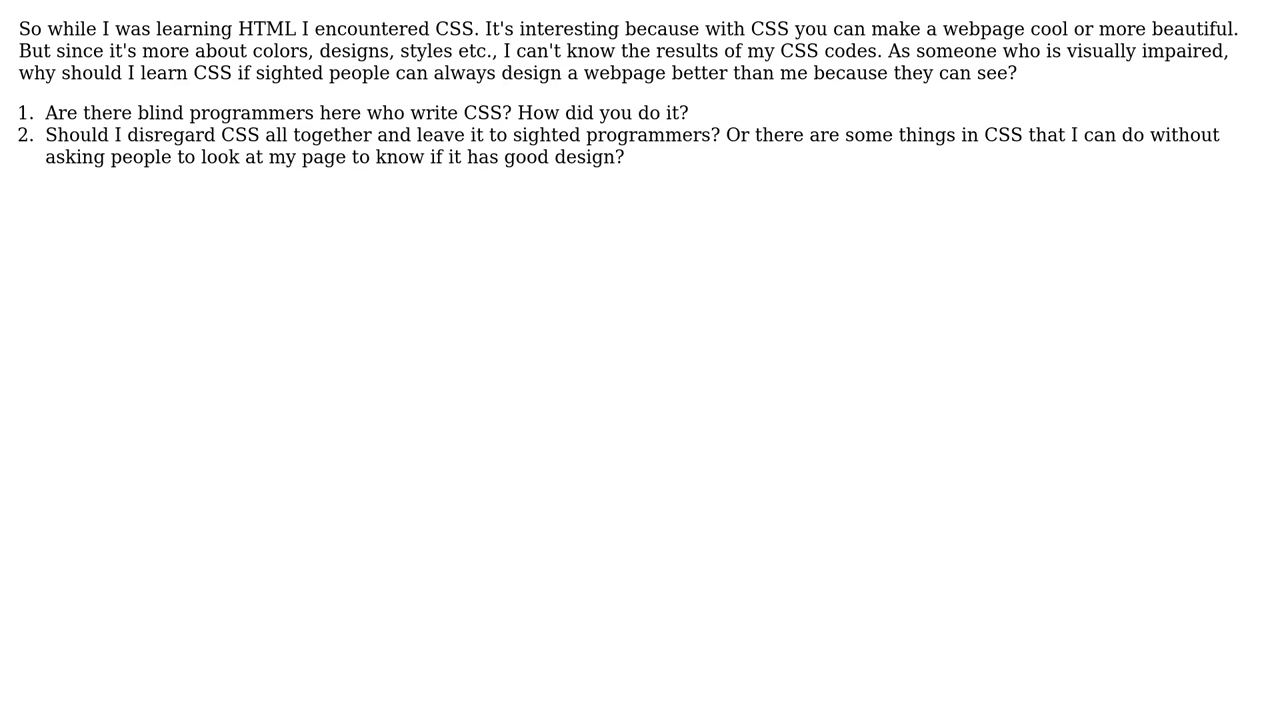 So while I was learning HTML I encountered CSS. It's interesting because with CSS you can make a webpage cool or more beautiful.
But since it's more about colors, designs, styles etc., I can't know the results of my CSS codes. As someone who is visually impaired,
why should I learn CSS if sighted people can always design a webpage better than me because they can see?
1. Are there blind programmers here who write CSS? How did you do it?
2. Should I disregard CSS all together and leave it to sighted programmers? Or there are some things in CSS that I can do without
asking people to look at my page to know if it has good design?